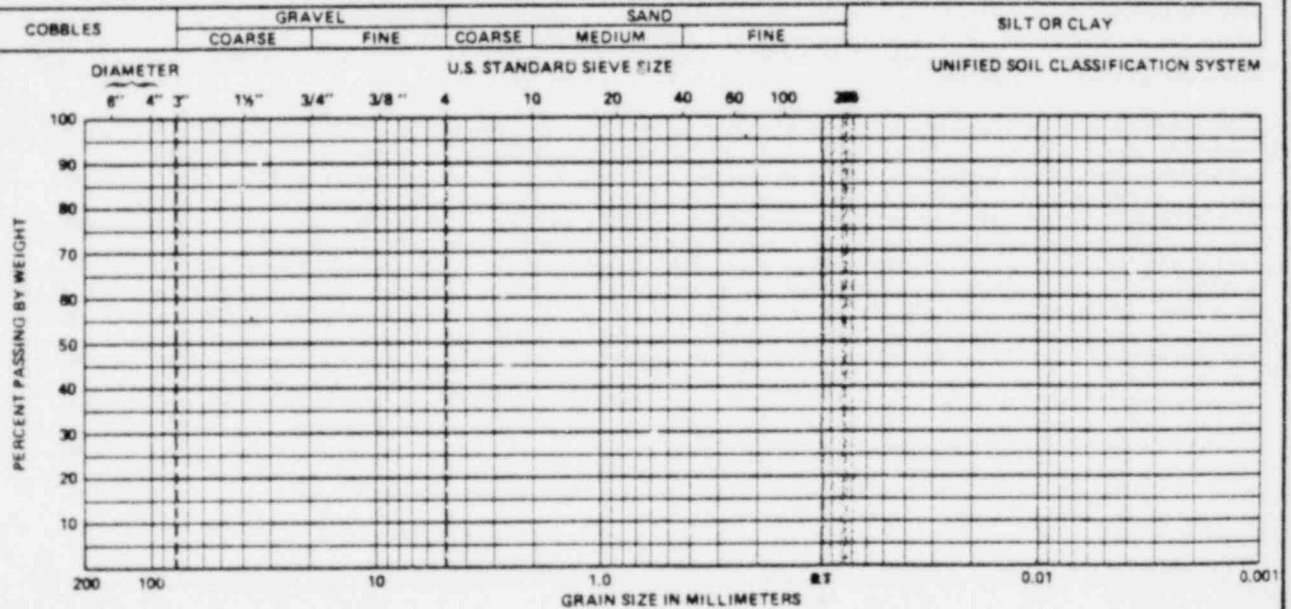 COBBLES GRAVEL SAND SILT OR CLAY
COARSE FINE COARSE MEDIUM FINE
DIAMETER U.S. STANDARD SIEVE SIZE UNIFIED SOIL CLASSIFICATION SYSTEM
6" 4" 3" 1½" 3/4" 3/8" 4 10 20 40 60 100
100
90
80
70
60
50
40
30
20
10
PERCENT PASSING BY WEIGHT
200 100 10 1.0 0.01 0.001
GRAIN SIZE IN MILLIMETERS